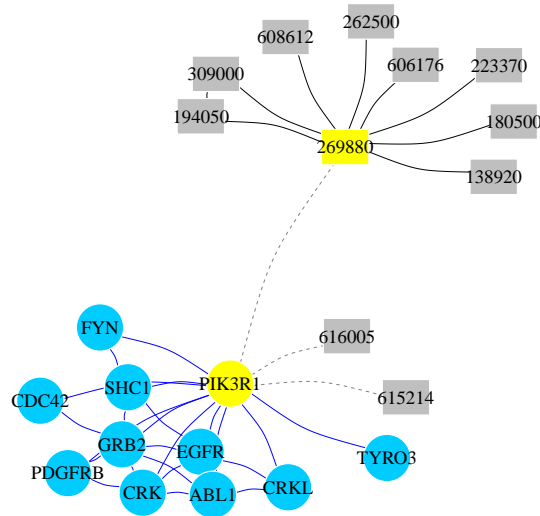 262500
608612
606176
223370
309000
194050
180500
269880
138920
FYN
616005
SHC1
PIK3R1
CDC42
615214
GRB2
EGFR
TYRO3
PDGFRB
CRK
ABL1
CRKL